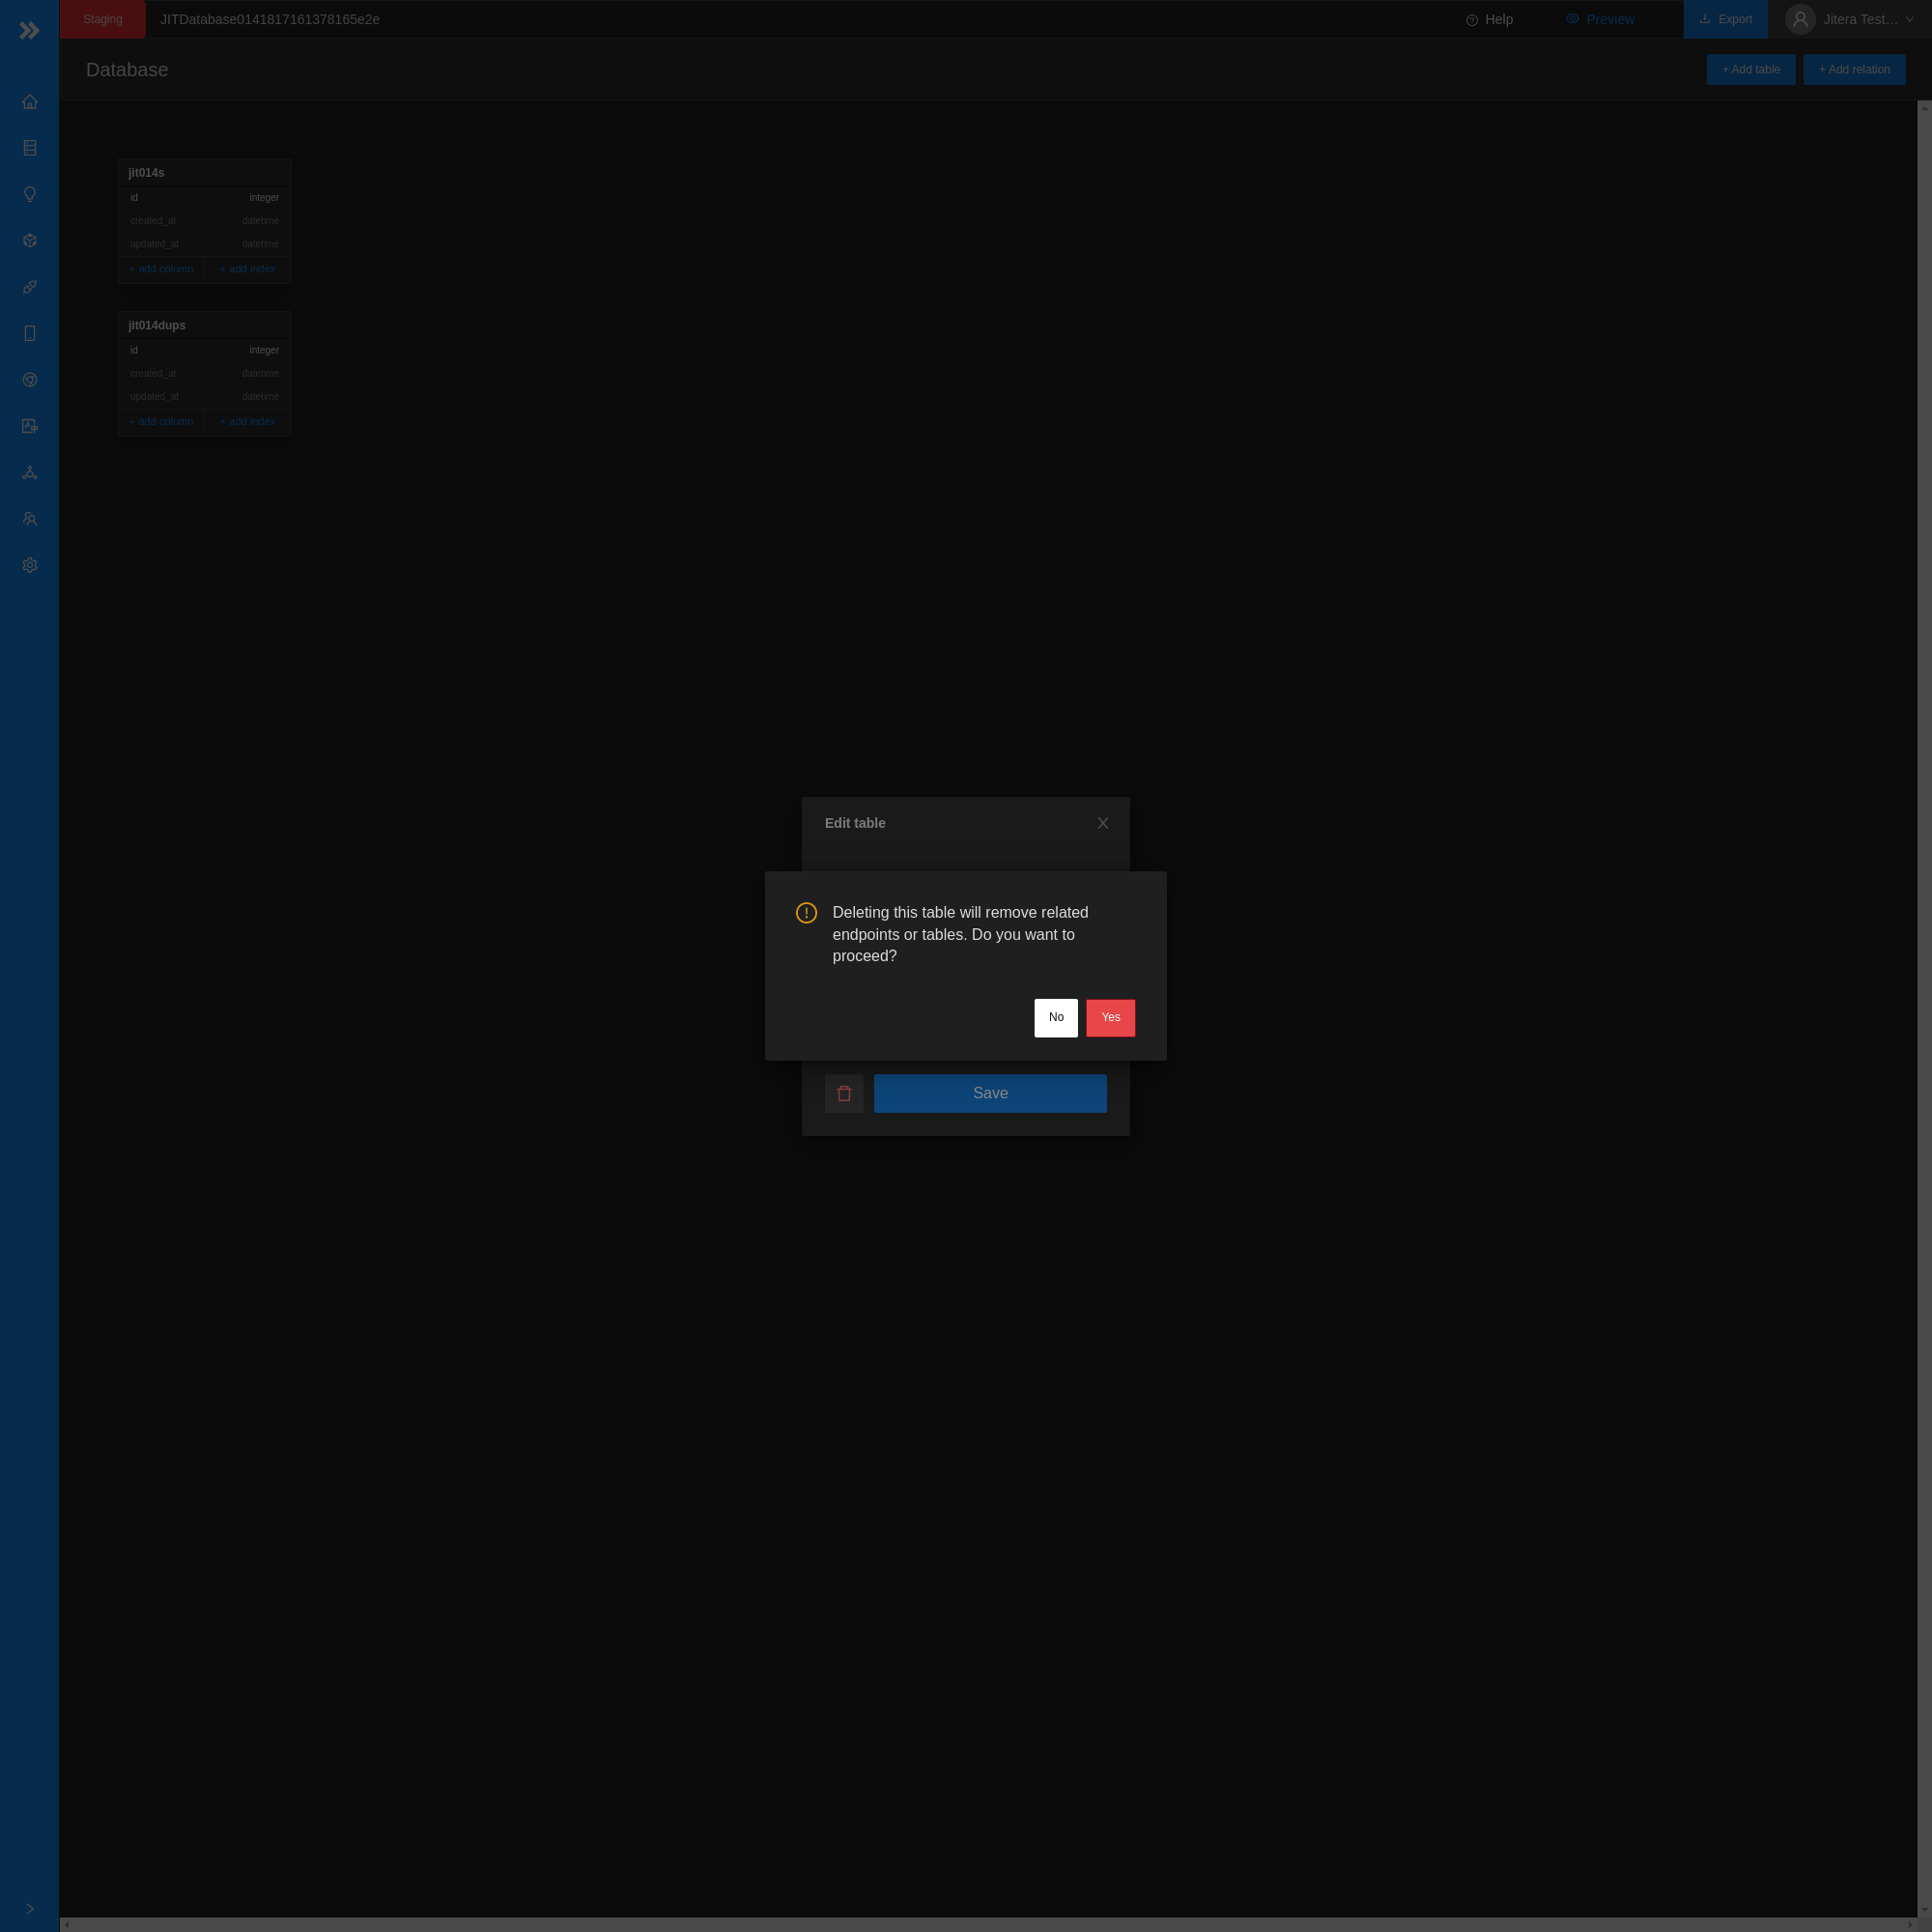 Staging
JITDatabase0141817161378165e2e
Help
Preview
Export
Jitera Test...
Database
+ Add table
+ Add relation
jit014s
id integer
created_at datetime
updated_at datetime
+ add column + add index
jit014dups
id integer
created_at datetime
updated_at datetime
+ add column + add index
Edit table
Deleting this table will remove related
endpoints or tables. Do you want to
proceed?
No
Yes
Save